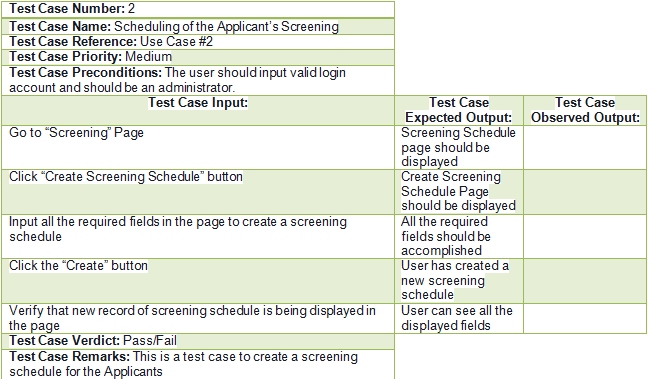 Test Case Number: 2
Test Case Name: Scheduling of the Applicant's Screening
Test Case Reference: Use Case #2
Test Case Priority: Medium
Test Case Preconditions: The user should input valid login
account and should be an administrator.
Test Case Input:
Test Case
Expected Output:
Test Case
Observed Output:
Go to “Screening” Page
Screening Schedule
page should be
displayed
Click “Create Screening Schedule” button
Create Screening
Schedule Page
should be displayed
Input all the required fields in the page to create a screening
schedule
All the required
fields should be
accomplished
Click the “Create” button
User has created a
new screening
schedule
Verify that new record of screening schedule is being displayed in
the page
User can see all the
displayed fields
Test Case Verdict: Pass/Fail
Test Case Remarks: This is a test case to create a screening
schedule for the Applicants